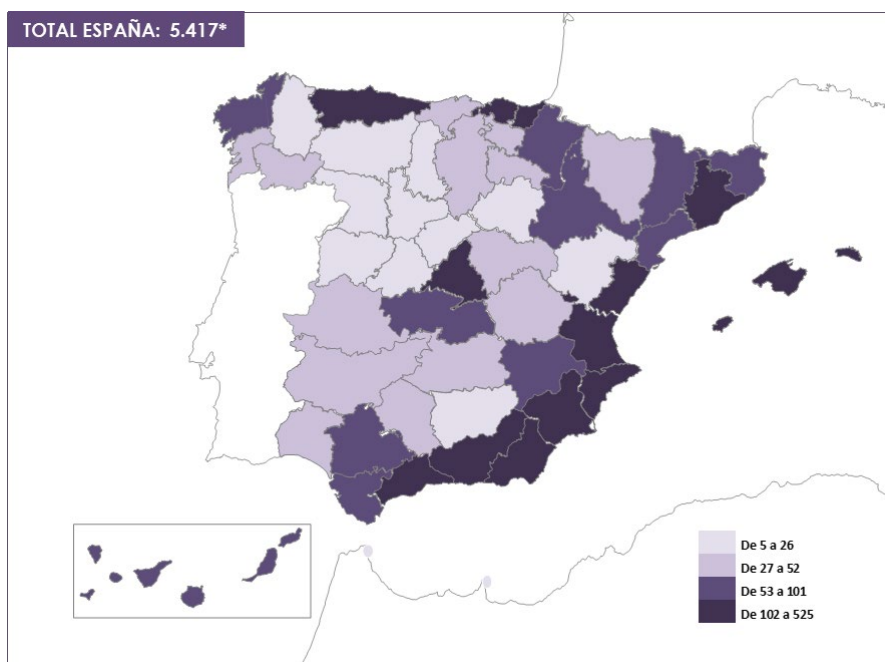 TOTAL ESPAÑA: 5.417*
De 5 a 26
De 27 a 52
De 53 a 101
De 102 a 525